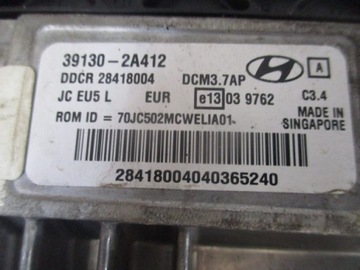 39130-2A412
DDCR 28418004 DCM3.7AP A
JC EU5 L EUR e13 03 9762 C3.4
ROM ID = 70JC502MCWELIA01- MADE IN
SINGAPORE
28418004040365240